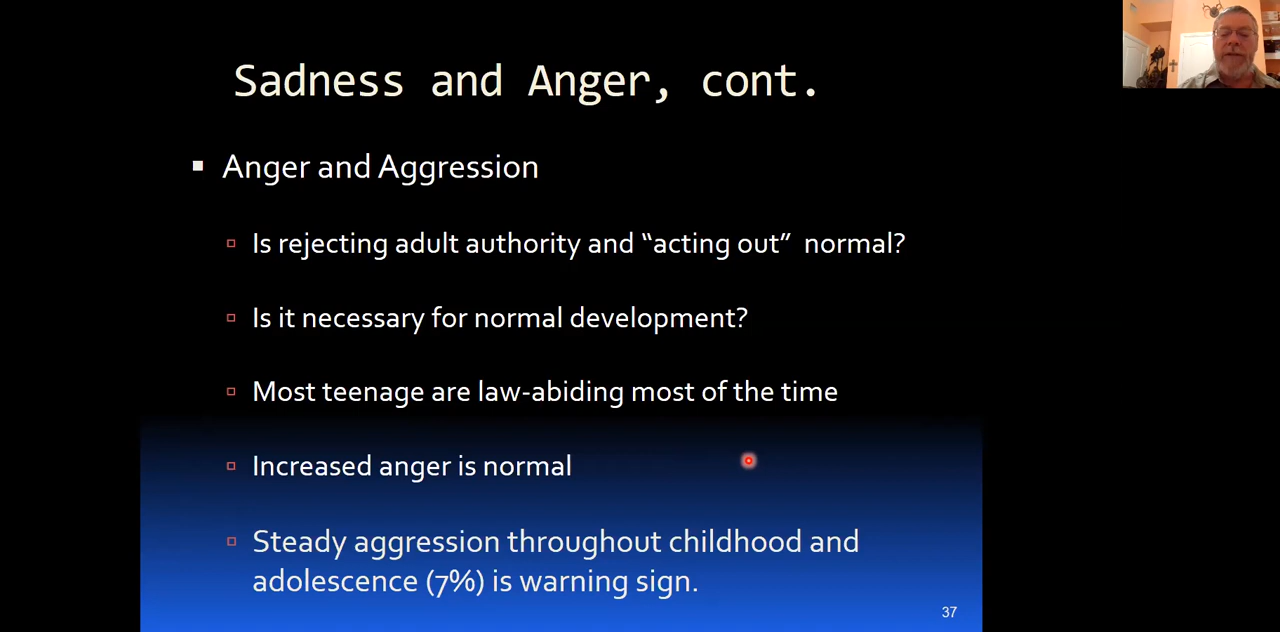 Sadness and Anger, cont.
Anger and Aggression
Is rejecting adult authority and “acting out”  normal?
Is it necessary for normal development?
Most teenage are law-abiding most of the time
Increased anger is normal
Steady aggression throughout childhood and
adolescence (7%) is warning sign.
37